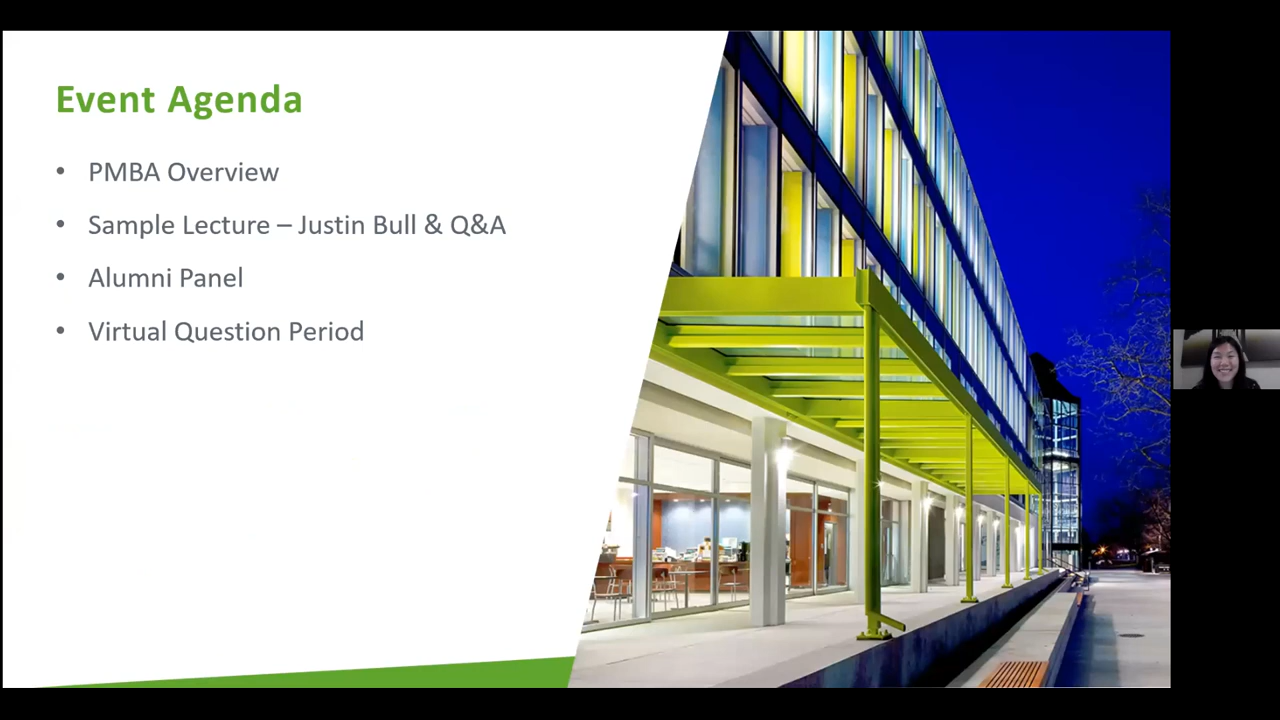 Event Agenda
• PMBA Overview
• Sample Lecture – Justin Bull & Q&A
• Alumni Panel
• Virtual Question Period